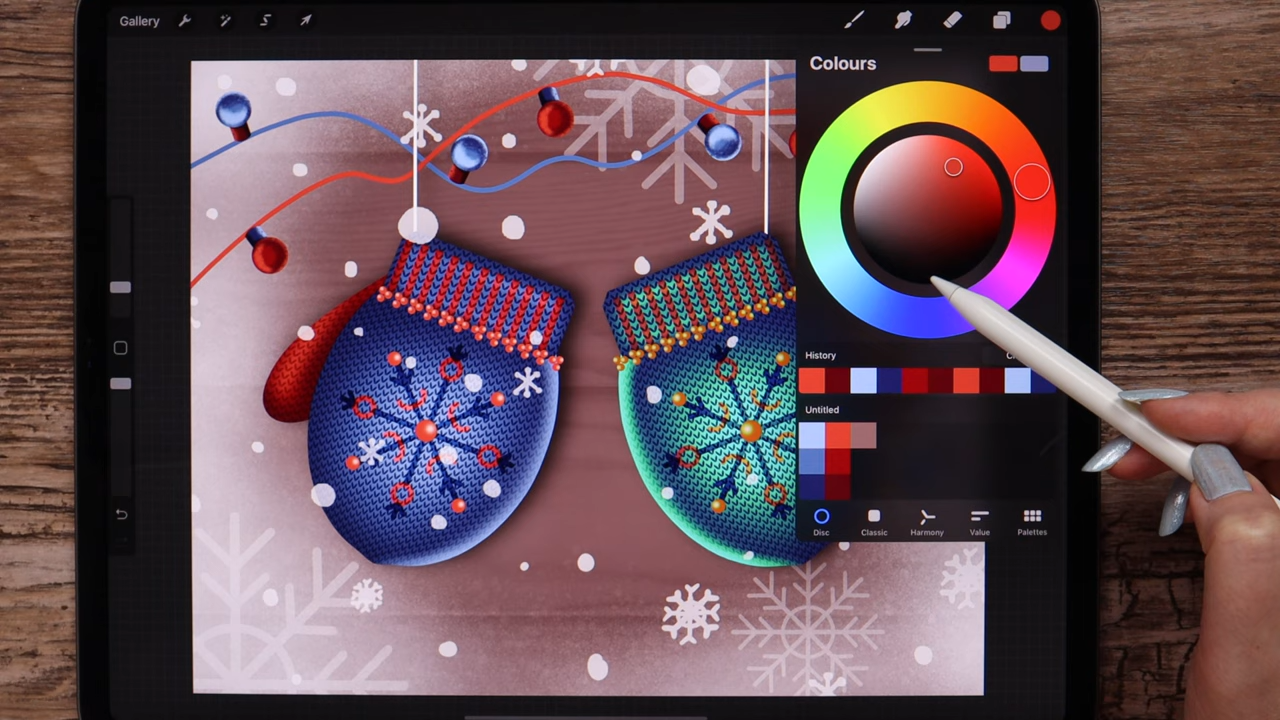 Gallery
Colours
History
Untitled
Disc
Classic
Harmony
Value
Palettes